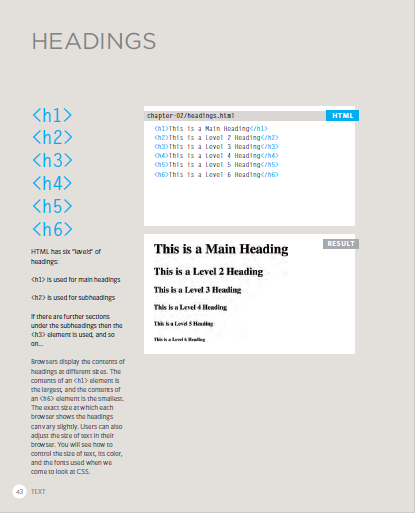 HEADINGS
<h1>
<h2>
<h3>
<h4>
<h5>
<h6>
HTML has six "levels" of
headings:
<h1> is used for main headings
<h2> is used for subheadings
If there are further sections
under the subheadings then the
<h3> element is used, and so
on...
Browsers display the contents of
headings at different sizes. The
contents of an <h1> element is
the largest, and the contents of
an <h6> element is the smallest.
The exact size at which each
browser shows the headings
can vary slightly. Users can also
adjust the size of text in their
browser. You will see how to
control the size of text, its color,
and the fonts used when we
come to look at CSS.
chapter-02/headings.html
HTML
<h1>This is a Main Heading</h1>
<h2>This is a Level 2 Heading</h2>
<h3>This is a Level 3 Heading</h3>
<h4>This is a Level 4 Heading</h4>
<h5>This is a Level 5 Heading</h5>
<h6>This is a Level 6 Heading</h6>
RESULT
This is a Main Heading
This is a Level 2 Heading
This is a Level 3 Heading
This is a Level 4 Heading
This is a Level 5 Heading
This is a Level 6 Heading
43 TEXT